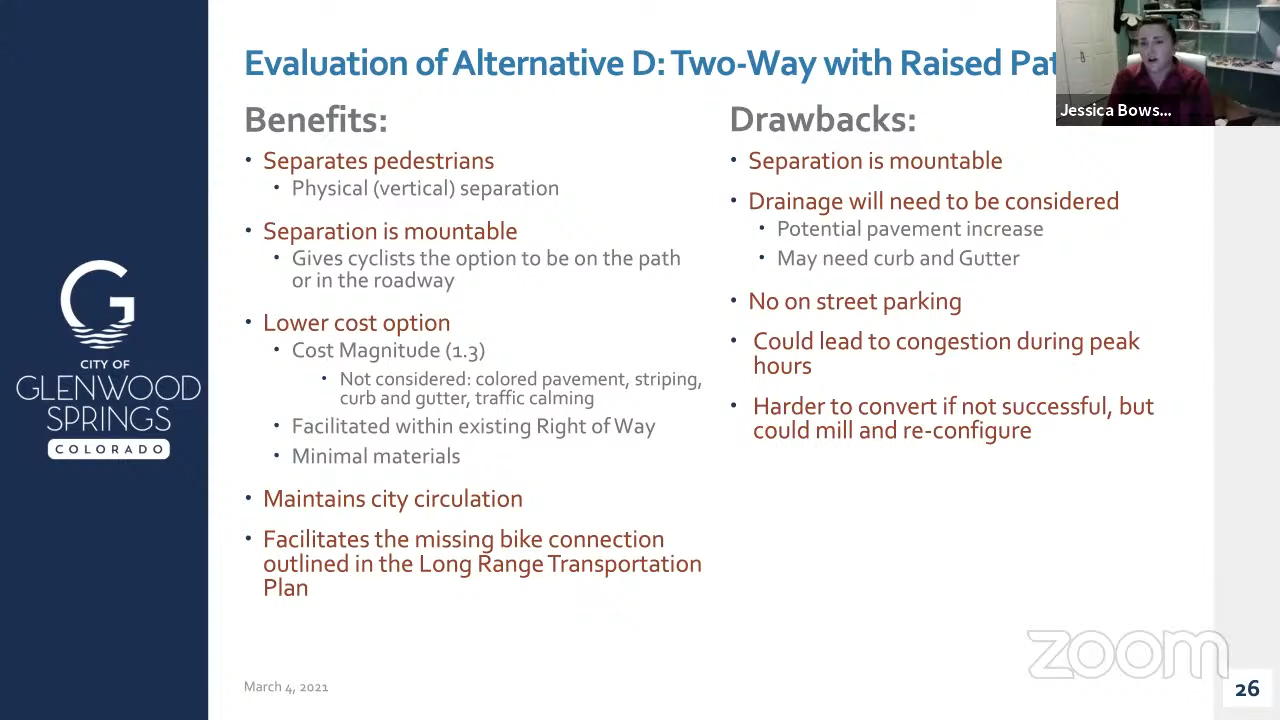 Evaluation of Alternative D: Two-Way with Raised Pat
Jessica Bows...
Benefits:
• Separates pedestrians
• Physical (vertical) separation
• Separation is mountable
• Gives cyclists the option to be on the path
or in the roadway
• Lower cost option
• Cost Magnitude (1.3)
• Not considered: colored pavement, striping,
curb and gutter, traffic calming
• Facilitated within existing Right of Way
• Minimal materials
• Maintains city circulation
• Facilitates the missing bike connection
outlined in the Long Range Transportation
Plan
Drawbacks:
• Separation is mountable
• Drainage will need to be considered
• Potential pavement increase
• May need curb and Gutter
• No on street parking
• Could lead to congestion during peak
hours
• Harder to convert if not successful, but
could mill and re-configure
G
CITY OF
GLENWOOD
SPRINGS
COLORADO
March 4, 2021
zoom
26